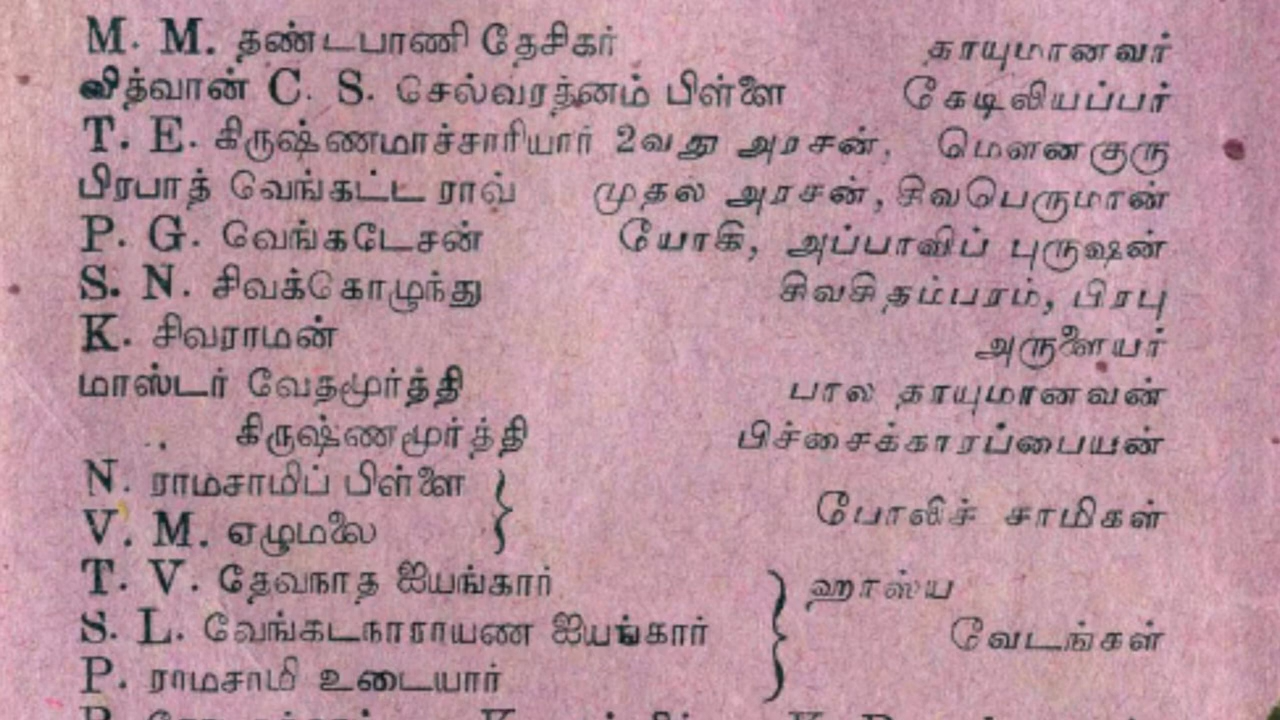 M. M. தண்டபாணி தேசிகர் தாயுமானவர்
வித்வான் C. S. செல்வரத்னம் பிள்ளை கேடிலியப்பர்
T. E. கிருஷ்ணமாச்சாரியார் 2வது அரசன், மௌனகுரு
பிரபாத் வேங்கட்ட ராவ் முதல் அரசன், சிவபெருமான்
P. G. வேங்கடேசன் யோகி, அப்பாவிப் புருஷன்
S. N. சிவக்கொழுந்து சிவசிதம்பரம், பிரபு
K. சிவராமன் அருளையர்
மாஸ்டர் வேதமூர்த்தி பால தாயுமானவன்
,, கிருஷ்ணமூர்த்தி பிச்சைக்காரப்பையன்
N. ராமசாமிப் பிள்ளை }
V. M. ஏழுமலை } போலிச் சாமிகள்
T. V. தேவநாத ஐயங்கார் } ஹாஸ்ய
S. L. வேங்கடநாராயண ஐயங்கார் } வேடங்கள்
P. ராமசாமி உடையார் }